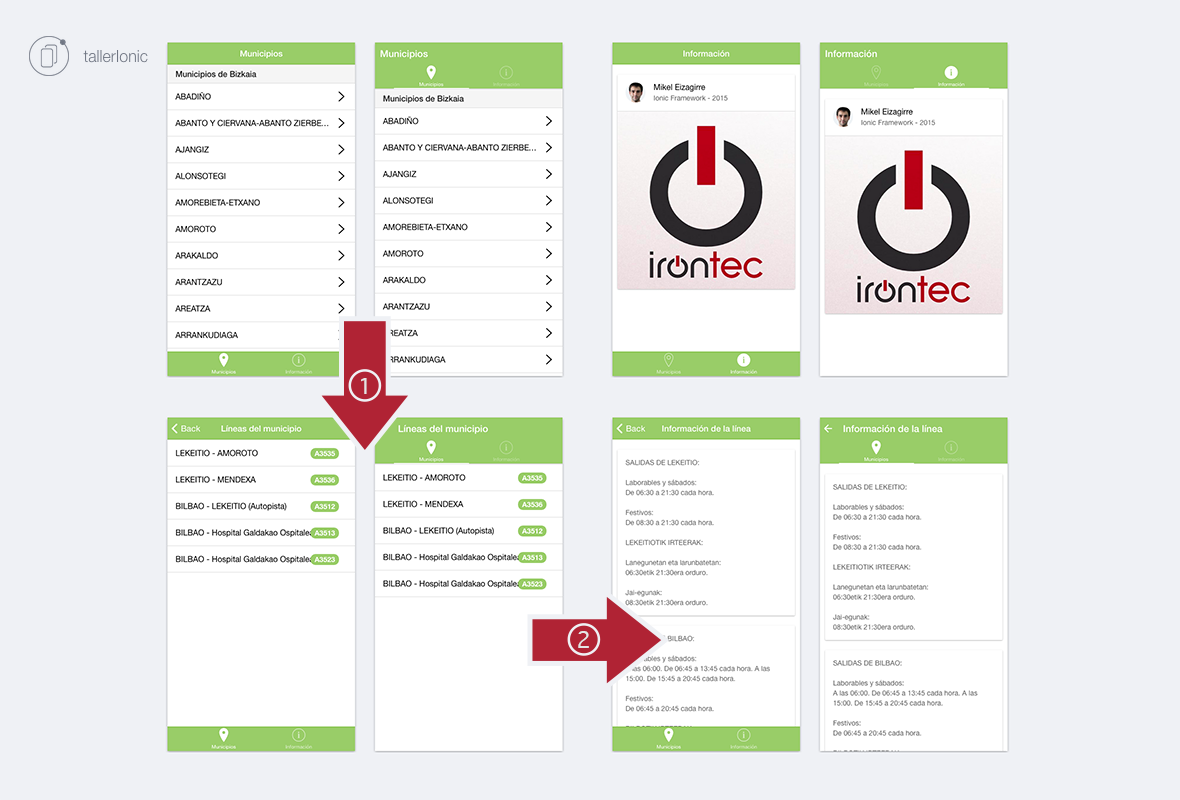 tallerIonic
Municipios
Municipios de Bizkaia
ABADIÑO
ABANTO Y CIERVANA-ABANTO ZIERBE...
AJANGIZ
ALONSOTEGI
AMOREBIETA-ETXANO
AMOROTO
ARAKALDO
ARANTZAZU
AREATZA
ARRANKUDIAGA
Municipios
Información
Municipios
Municipios
Información
Municipios de Bizkaia
ABADIÑO
ABANTO Y CIERVANA-ABANTO ZIERBE...
AJANGIZ
ALONSOTEGI
AMOREBIETA-ETXANO
AMOROTO
ARAKALDO
ARANTZAZU
REATZA
RRANKUDIAGA
Información
Mikel Eizagirre
Ionic Framework - 2015
irontec
Municipios
Información
Información
Municipios
Información
Mikel Eizagirre
Ionic Framework - 2015
irontec
1
Back
Líneas del municipio
LEKEITIO - AMOROTO
A3535
LEKEITIO - MENDEXA
A3536
BILBAO - LEKEITIO (Autopista)
A3512
BILBAO - Hospital Galdakao Ospitale
A3513
BILBAO - Hospital Galdakao Ospitale
A3523
Municipios
Información
Líneas del municipio
Municipios
Información
LEKEITIO - AMOROTO
A3535
LEKEITIO - MENDEXA
A3536
BILBAO - LEKEITIO (Autopista)
A3512
BILBAO - Hospital Galdakao Ospitale
A3513
BILBAO - Hospital Galdakao Ospitale
A3523
2
Back
Información de la línea
SALIDAS DE LEKEITIO:
Laborables y sábados:
De 06:30 a 21:30 cada hora.
Festivos:
De 08:30 a 21:30 cada hora.
LEKEITIOTIK IRTEERAK:
Lanegunetan eta larunbatetan:
06:30etik 21:30era orduro.
Jai-egunak:
08:30etik 21:30era orduro.
BILBAO:
ables y sábados:
A las 06:00. De 06:45 a 13:45 cada hora. A las
15:00. De 15:45 a 20:45 cada hora.
Festivos:
De 06:45 a 20:45 cada hora.
Municipios
Información
Información de la línea
Municipios
Información
SALIDAS DE LEKEITIO:
Laborables y sábados:
De 06:30 a 21:30 cada hora.
Festivos:
De 08:30 a 21:30 cada hora.
LEKEITIOTIK IRTEERAK:
Lanegunetan eta larunbatetan:
06:30etik 21:30era orduro.
Jai-egunak:
08:30etik 21:30era orduro.
SALIDAS DE BILBAO:
Laborables y sábados:
A las 06:00. De 06:45 a 13:45 cada hora. A las
15:00. De 15:45 a 20:45 cada hora.
Festivos:
De 06:45 a 20:45 cada hora.